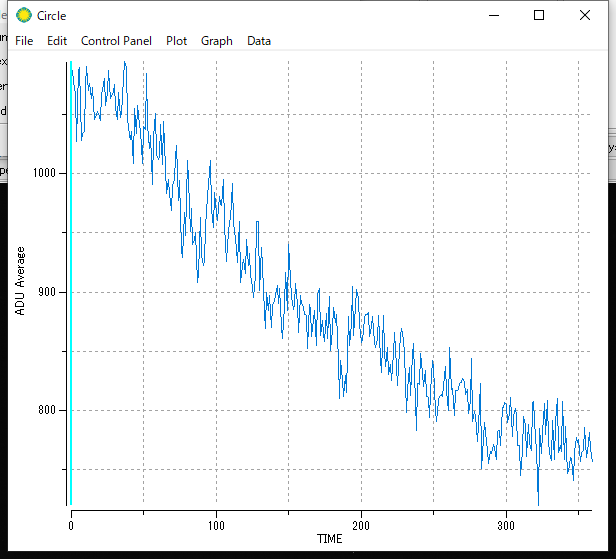 Circle
File Edit Control Panel Plot Graph Data
1000
900
800
ADU Average
0 100 200 300
TIME